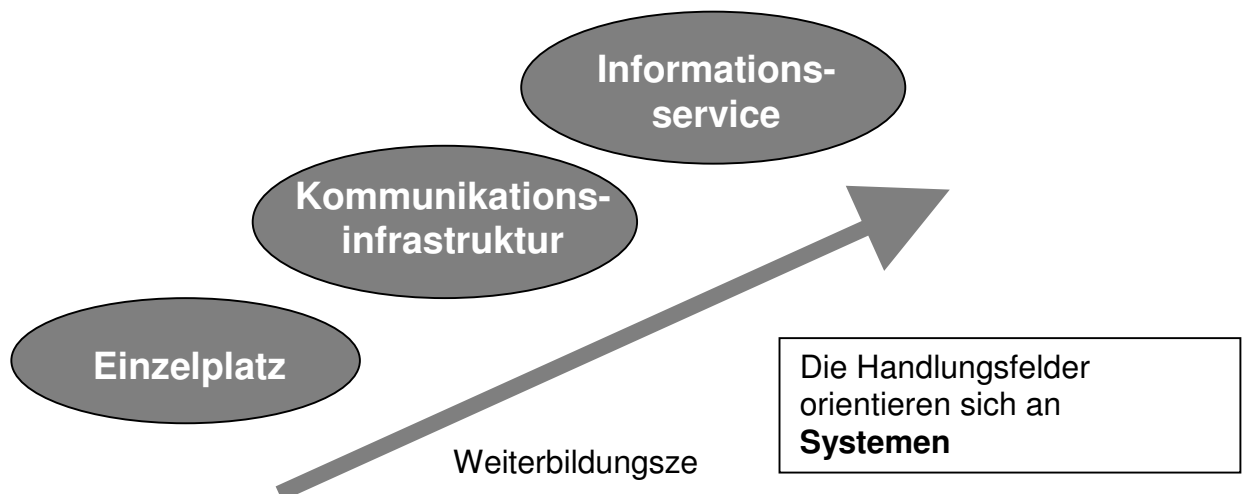 Informations-
service
Kommunikations-
infrastruktur
Einzelplatz
Die Handlungsfelder
orientieren sich an
Systemen
Weiterbildungsze